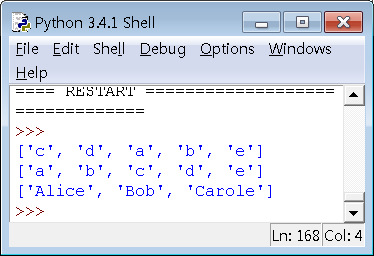 Python 3.4.1 Shell
File Edit Shell Debug Options Windows
Help
==== RESTART ===================
=============
>>>
['c', 'd', 'a', 'b', 'e']
['a', 'b', 'c', 'd', 'e']
['Alice', 'Bob', 'Carole']
>>>
Ln: 168 Col: 4